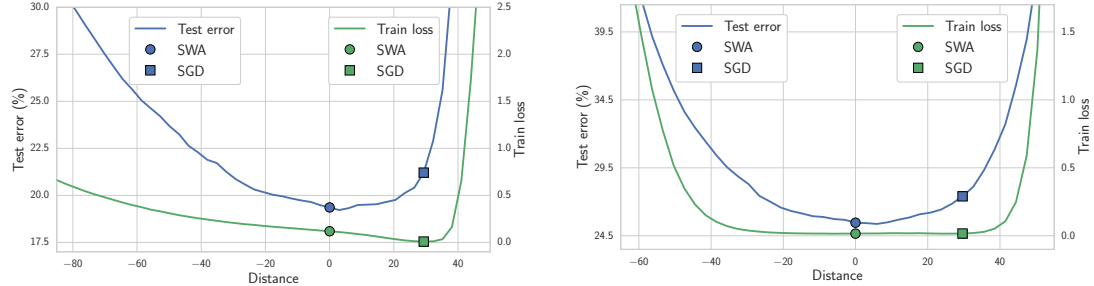 30.0
27.5
25.0
22.5
20.0
17.5
Test error (%)
Test error
SWA
SGD
Train loss
SWA
SGD
2.5
2.0
1.5
1.0
0.5
0.0
Train loss
−80 −60 −40 −20 0 20 40
Distance
39.5
34.5
29.5
24.5
Test error (%)
Test error
SWA
SGD
Train loss
SWA
SGD
1.5
1.0
0.5
0.0
Train loss
−60 −40 −20 0 20 40
Distance